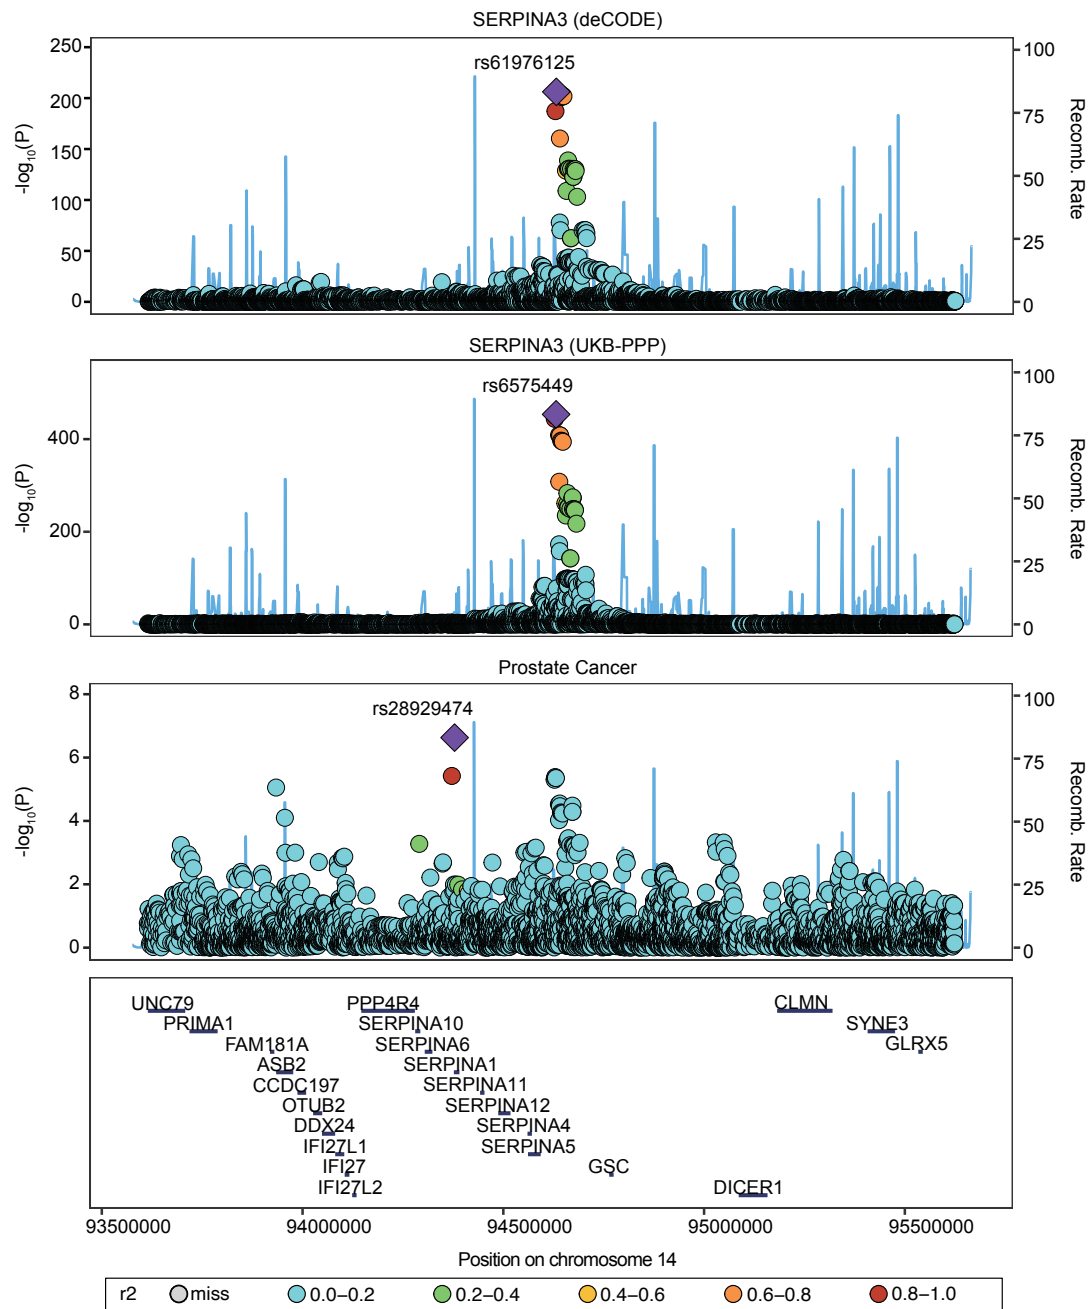 SERPINA3 (deCODE)
250
200
150
100
50
0
-log10(P)
rs61976125
100
75
50
25
0
Recomb. Rate
SERPINA3 (UKB-PPP)
400
200
0
-log10(P)
rs6575449
100
75
50
25
0
Recomb. Rate
Prostate Cancer
8
6
4
2
0
-log10(P)
rs28929474
100
75
50
25
0
Recomb. Rate
UNC79 PPP4R4 CLMN
PRIMA1 SERPINA10 SYNE3
FAM181A SERPINA6 GLRX5
ASB2 SERPINA1
CCDC197 SERPINA11
OTUB2 SERPINA12
DDX24 SERPINA4
IFI27L1 SERPINA5
IFI27 GSC
IFI27L2 DICER1
93500000 94000000 94500000 95000000 95500000
Position on chromosome 14
r2 miss 0.0–0.2 0.2–0.4 0.4–0.6 0.6–0.8 0.8–1.0